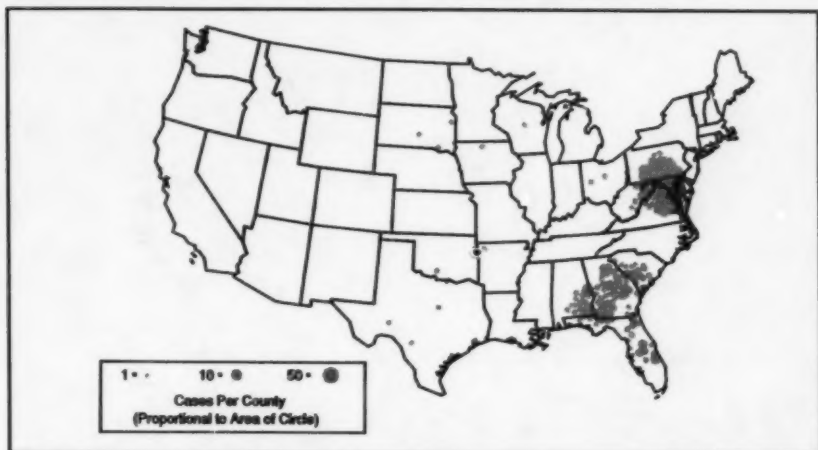 1 • 10 • 50 •
Cases Per County
(Proportional to Area of Circle)